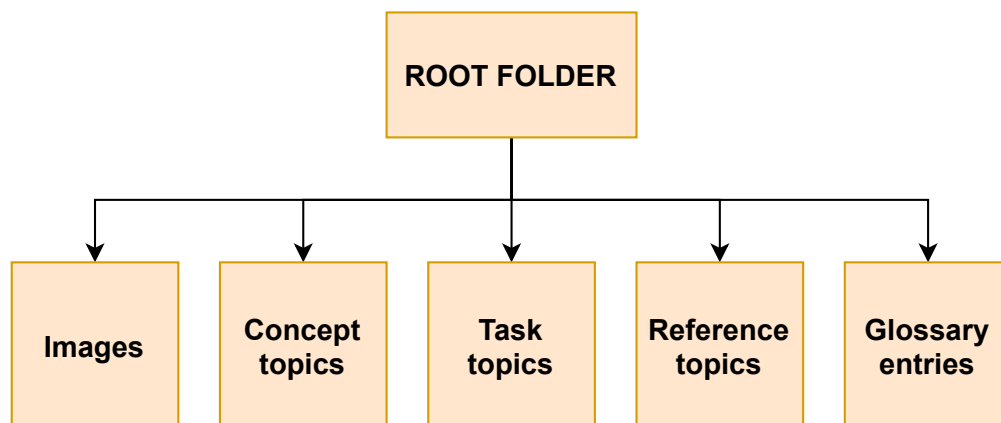 ROOT FOLDER
Images
Concept
topics
Task
topics
Reference
topics
Glossary
entries